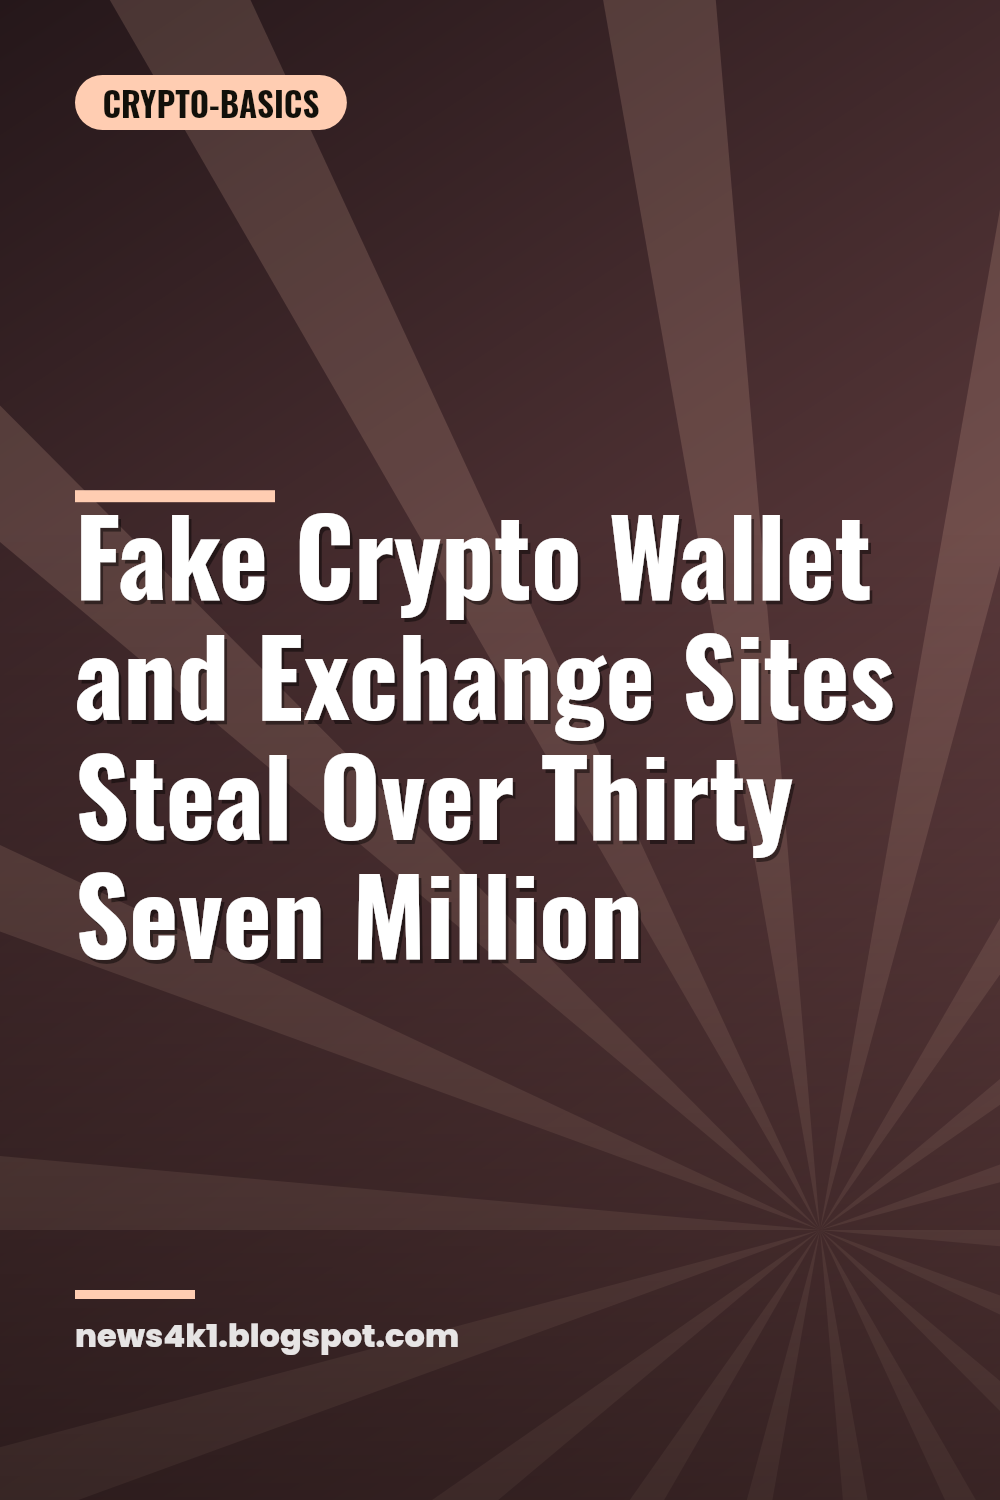 CRYPTO-BASICS
Fake Crypto Wallet
and Exchange Sites
Steal Over Thirty
Seven Million
news4k1.blogspot.com